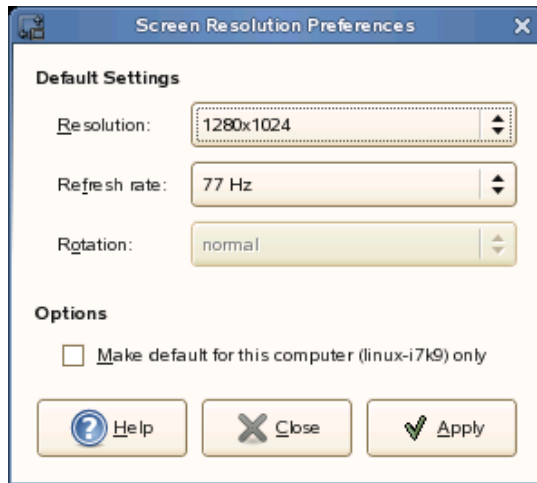 Screen Resolution Preferences
Default Settings
Resolution: 1280x1024
Refresh rate: 77 Hz
Rotation: normal
Options
Make default for this computer (linux-i7k9) only
Help Close Apply